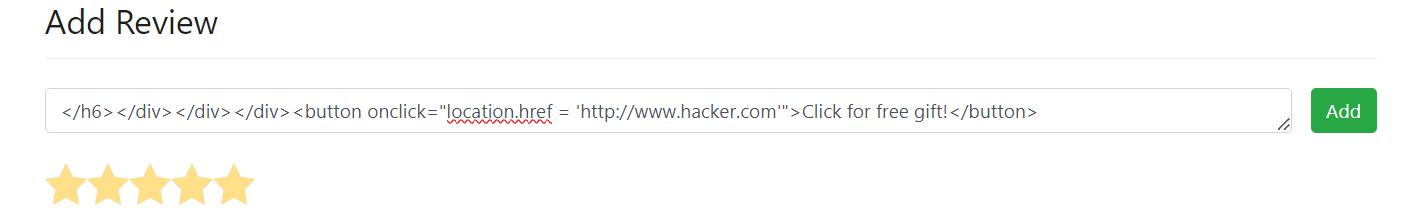 Add Review
</h6></div></div></div><button onclick="location.href = 'http://www.hacker.com'">Click for free gift!</button>
Add